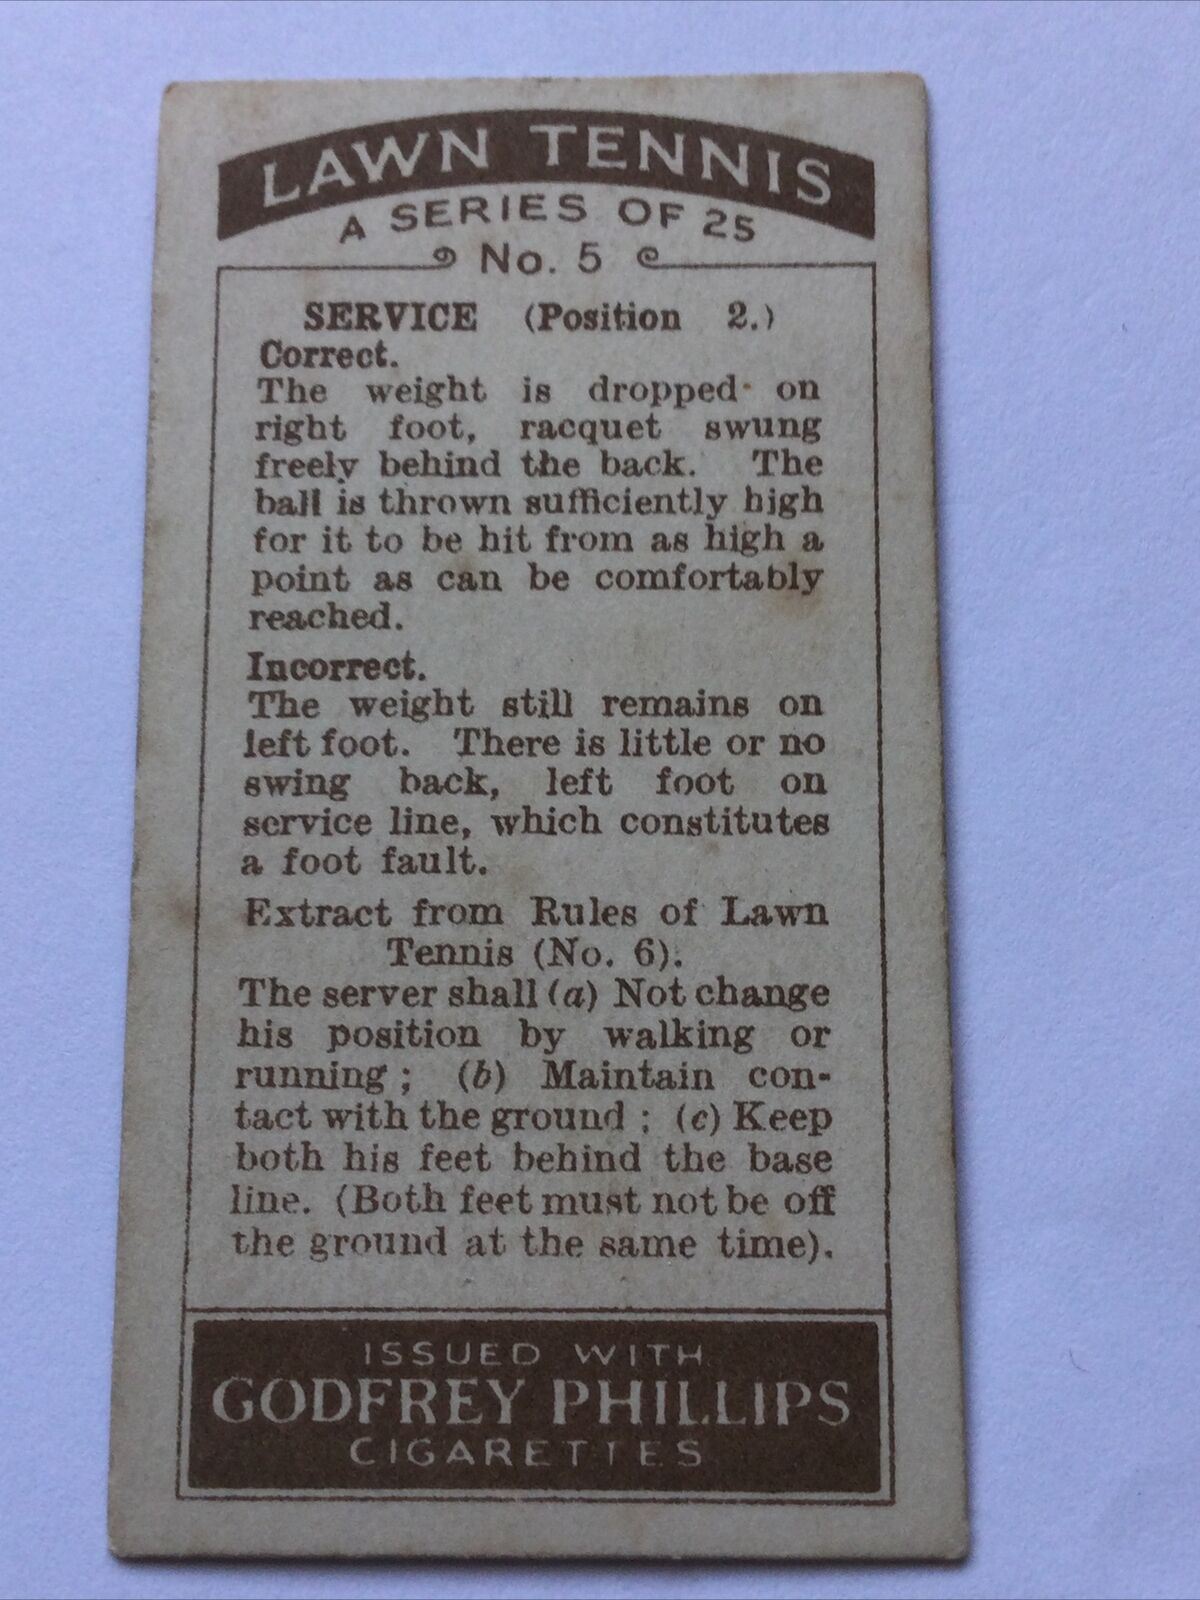 LAWN TENNIS
A SERIES OF 25
No. 5
SERVICE (Position 2.)
Correct.
The weight is dropped on
right foot, racquet swung
freely behind the back. The
ball is thrown sufficiently high
for it to be hit from as high a
point as can be comfortably
reached.
Incorrect.
The weight still remains on
left foot. There is little or no
swing back, left foot on
service line, which constitutes
a foot fault.
Extract from Rules of Lawn
Tennis (No. 6).
The server shall (a) Not change
his position by walking or
running ; (b) Maintain con-
tact with the ground ; (c) Keep
both his feet behind the base
line. (Both feet must not be off
the ground at the same time).
ISSUED WITH
GODFREY PHILLIPS
CIGARETTES